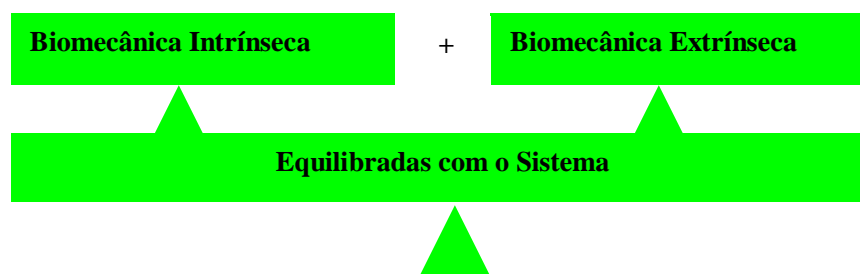 Biomecânica Intrínseca + Biomecânica Extrínseca
Equilibradas com o Sistema